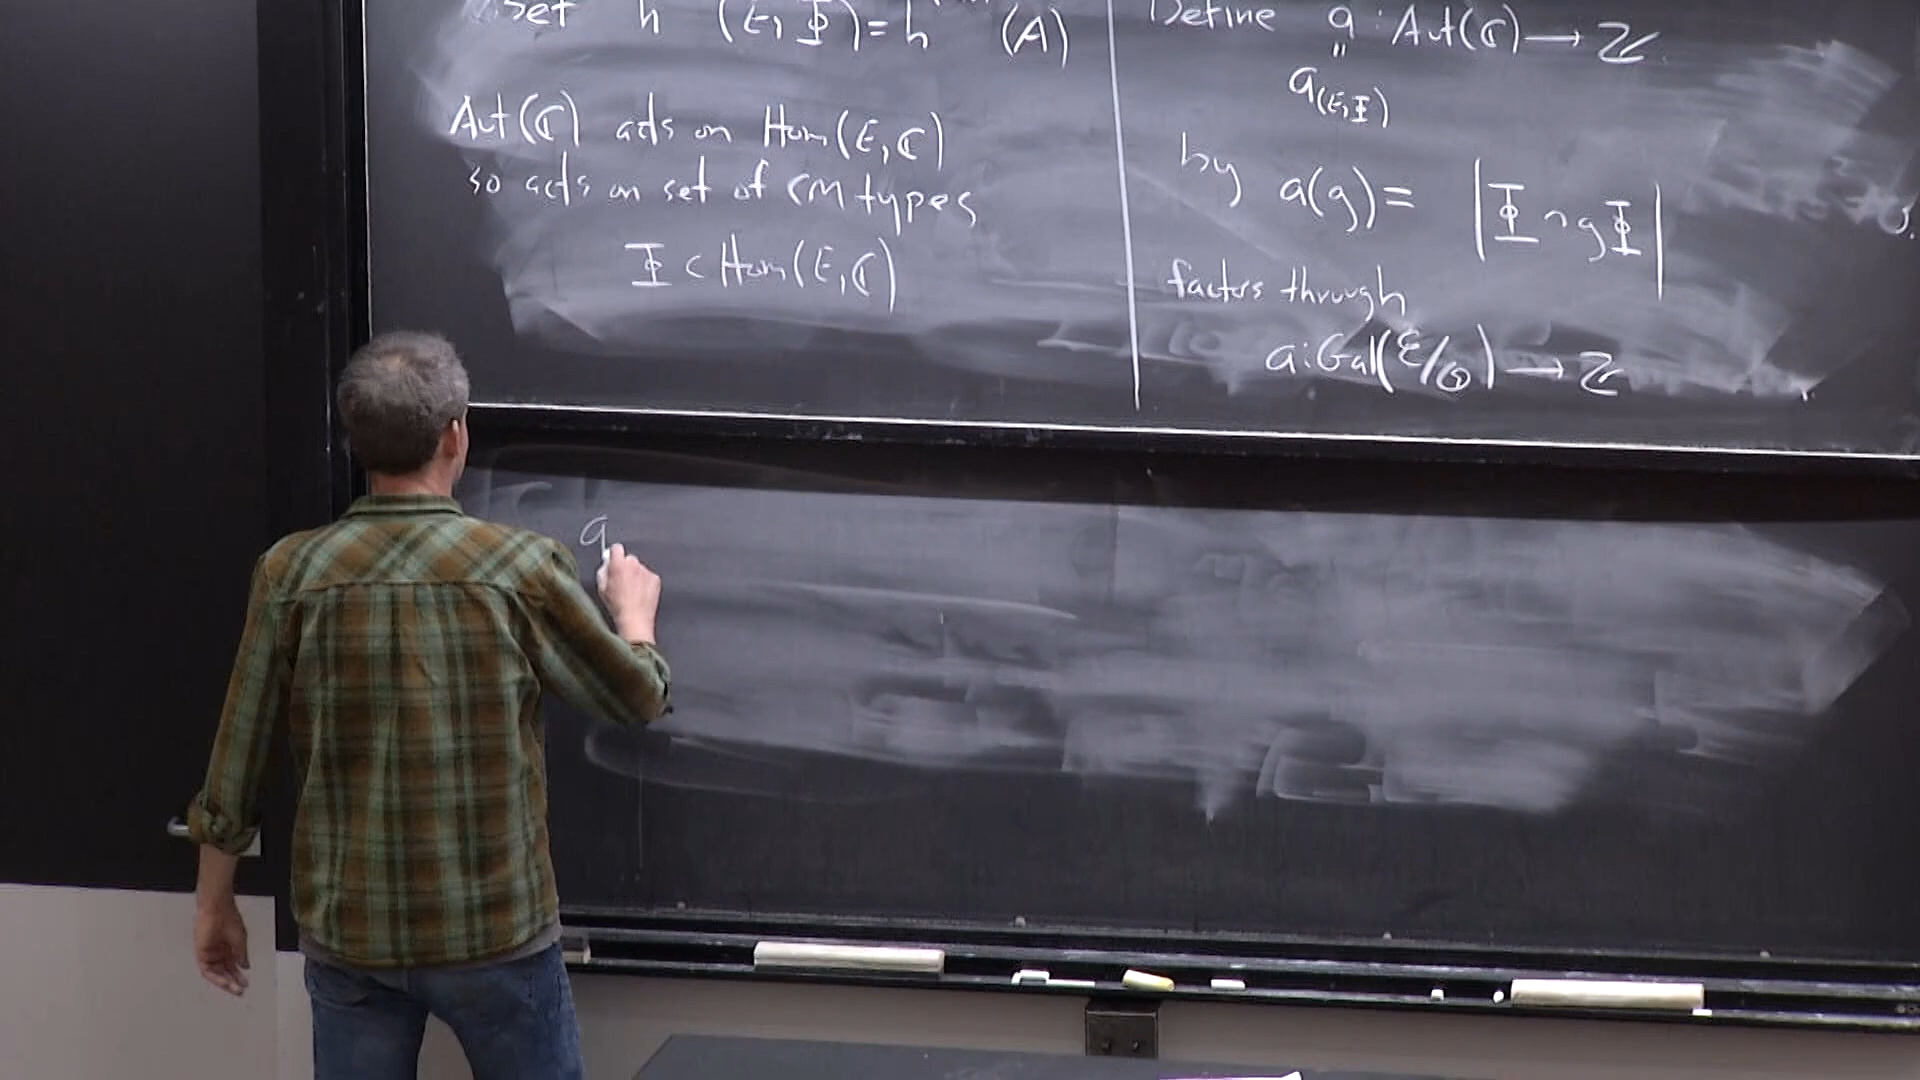 Set h (E, Φ) = h (A)
Aut(ℂ) acts on Hom(E, ℂ)
so acts on set of CM types
Φ ⊂ Hom(E, ℂ)
Define a : Aut(ℂ) → ℤ
"
a(E,Φ)
by a(g) = |Φ ∩ gΦ|
factors through
a: Gal(E/ℚ) → ℤ
a